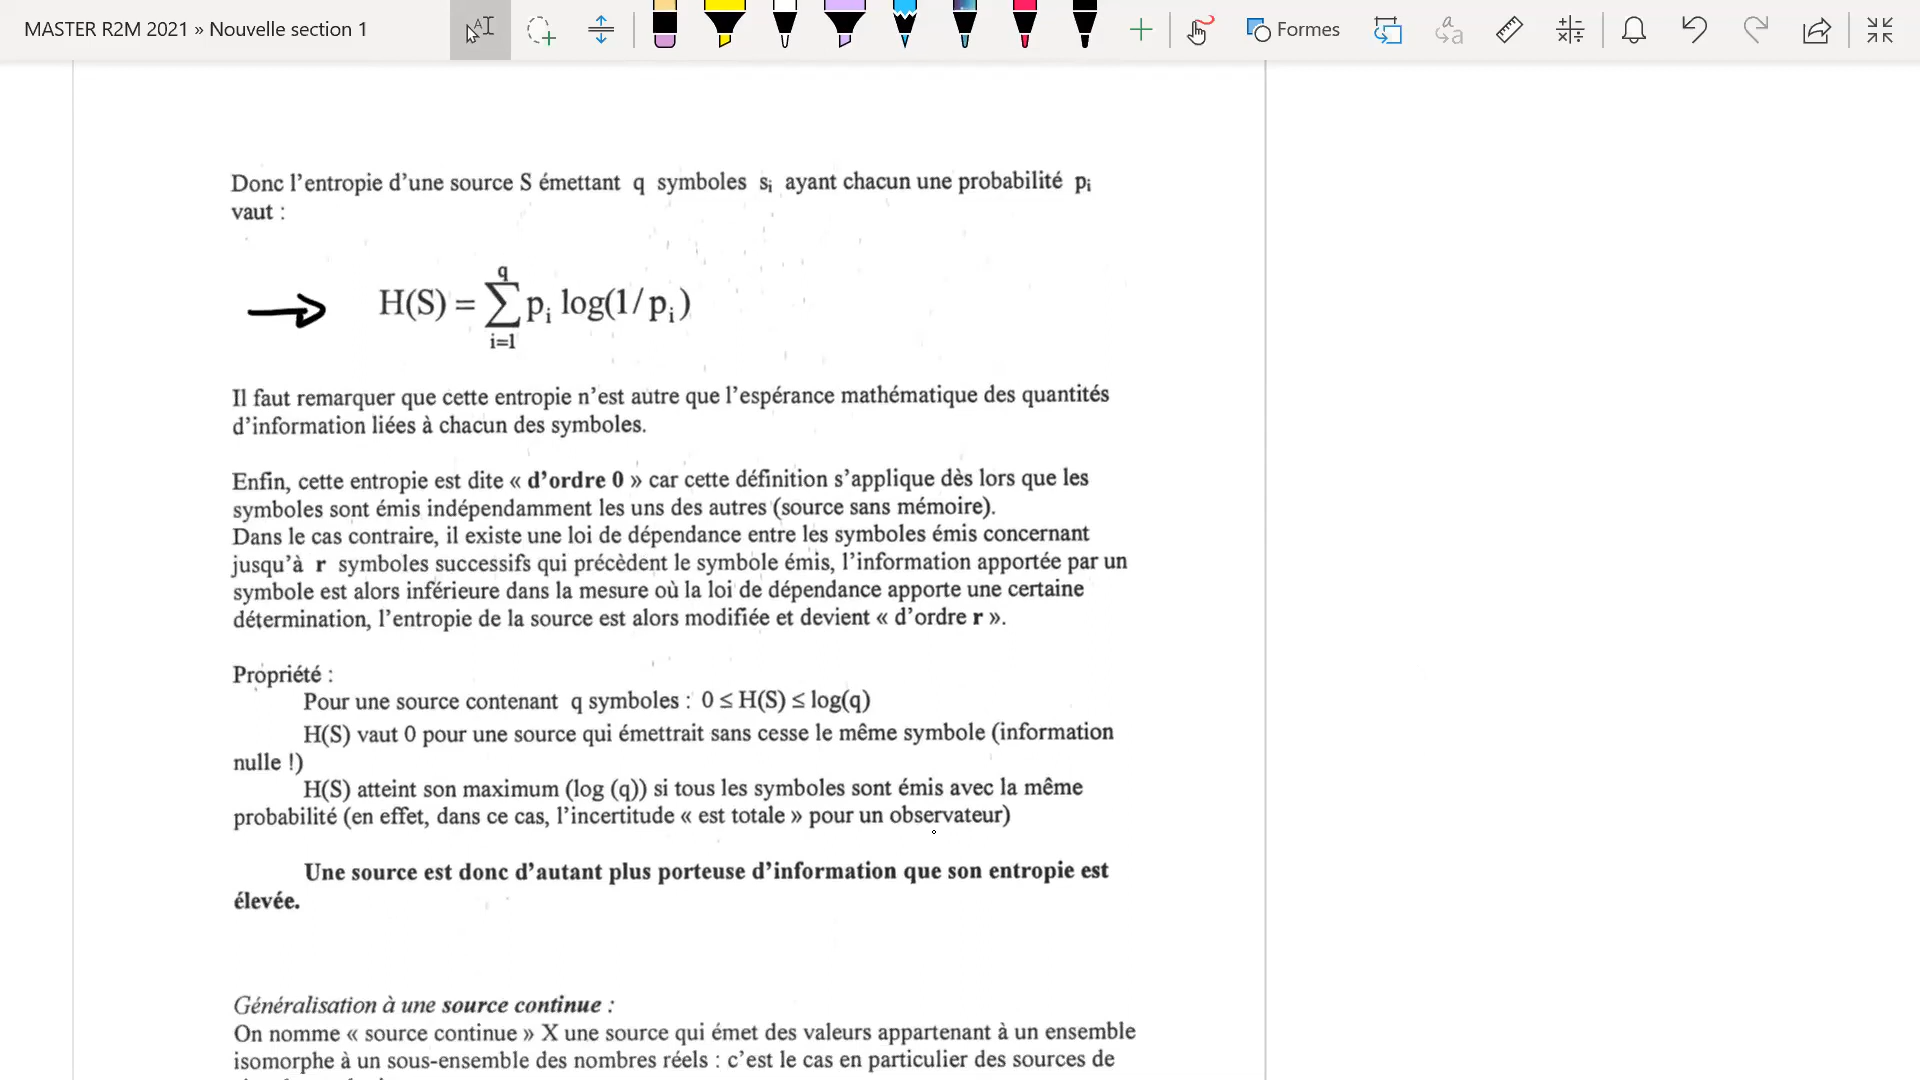 MASTER R2M 2021 » Nouvelle section 1
Formes
Donc l’entropie d’une source S émettant q symboles sᵢ ayant chacun une probabilité pᵢ
vaut :
H(S) = ∑_{i=1}^{q} pᵢ log(1/pᵢ)
Il faut remarquer que cette entropie n’est autre que l’espérance mathématique des quantités
d’information liées à chacun des symboles.
Enfin, cette entropie est dite « d’ordre 0 » car cette définition s’applique dès lors que les
symboles sont émis indépendamment les uns des autres (source sans mémoire).
Dans le cas contraire, il existe une loi de dépendance entre les symboles émis concernant
jusqu’à r symboles successifs qui précèdent le symbole émis, l’information apportée par un
symbole est alors inférieure dans la mesure où la loi de dépendance apporte une certaine
détermination, l’entropie de la source est alors modifiée et devient « d’ordre r ».
Propriété :
Pour une source contenant q symboles : 0 ≤ H(S) ≤ log(q)
H(S) vaut 0 pour une source qui émettrait sans cesse le même symbole (information
nulle !)
H(S) atteint son maximum (log (q)) si tous les symboles sont émis avec la même
probabilité (en effet, dans ce cas, l’incertitude « est totale » pour un observateur)
Une source est donc d’autant plus porteuse d’information que son entropie est
élevée.
Généralisation à une source continue :
On nomme « source continue » X une source qui émet des valeurs appartenant à un ensemble
isomorphe à un sous-ensemble des nombres réels : c’est le cas en particulier des sources de